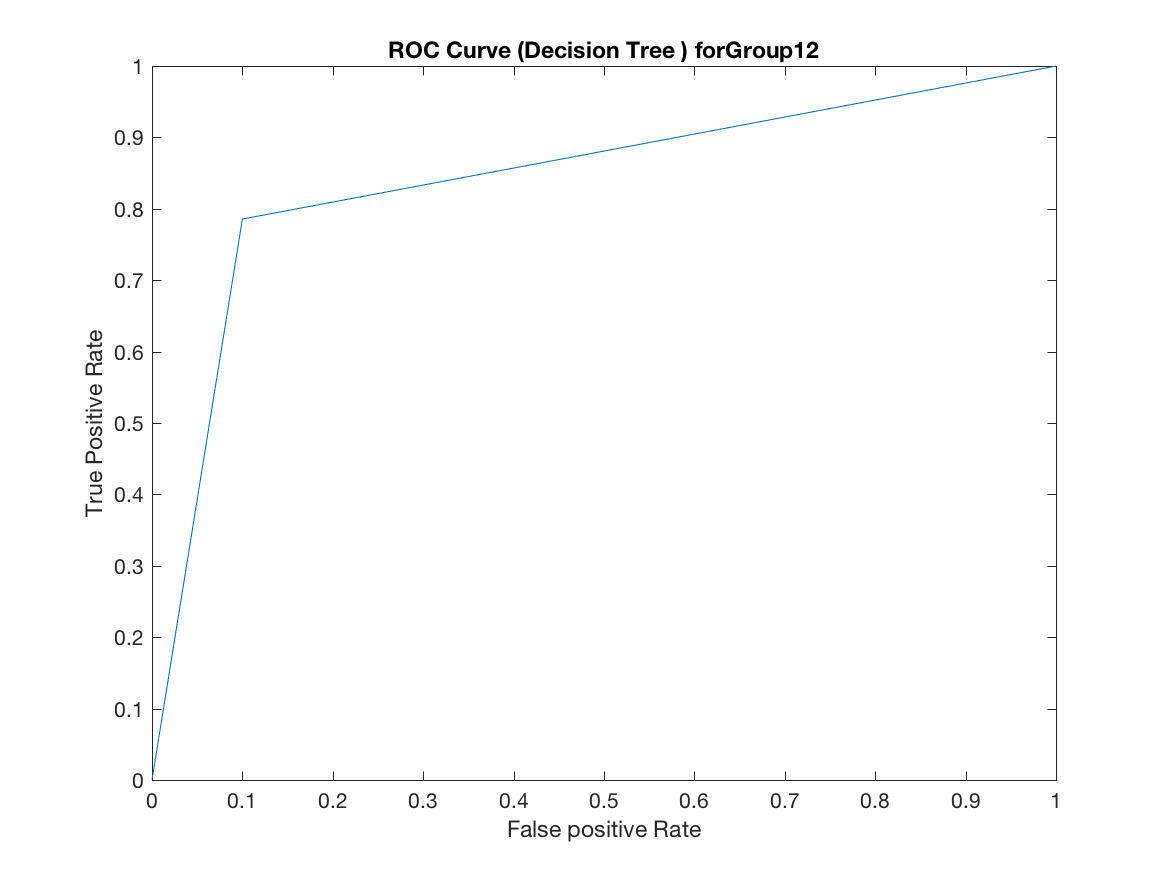 ROC Curve (Decision Tree ) forGroup12
1
0.9
0.8
0.7
0.6
0.5
0.4
0.3
0.2
0.1
0
True Positive Rate
0 0.1 0.2 0.3 0.4 0.5 0.6 0.7 0.8 0.9 1
False positive Rate